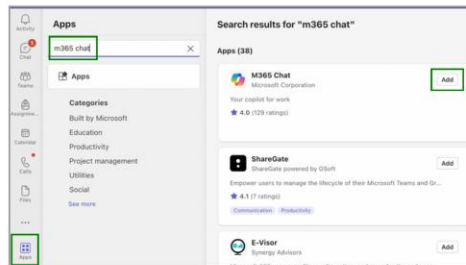 Activity
Chat
Teams
Assignme...
Calendar
Calls
Files
...
Apps
Apps
m365 chat
Apps
Categories
Built by Microsoft
Education
Productivity
Project management
Utilities
Social
See more
Search results for "m365 chat"
Apps (38)
M365 Chat
Microsoft Corporation
Add
Your copilot for work
4.0 (129 ratings)
ShareGate
ShareGate powered by GSoft
Add
Empower users to manage the lifecycle of their Microsoft Teams and Gr...
4.1 (7 ratings)
Communication Productivity
E-Visor
Synergy Advisors
Add